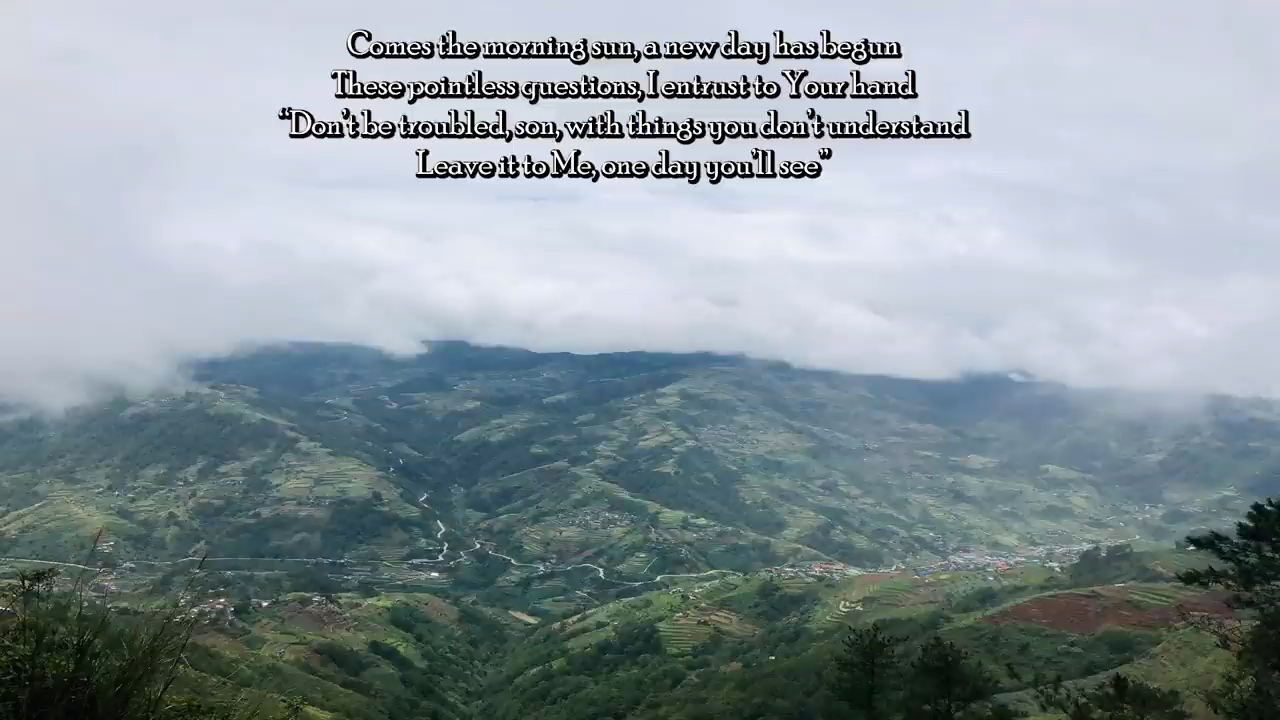 Comes the morning sun, a new day has begun
These pointless questions, I entrust to Your hand
“Don't be troubled, son, with things you don't understand
Leave it to Me, one day you'll see”